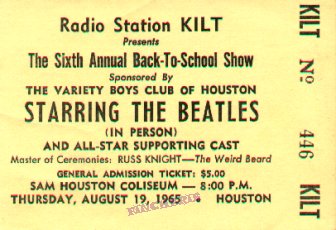 Radio Station KILT
Presents
The Sixth Annual Back-To-School Show
Sponsored By
THE VARIETY BOYS CLUB OF HOUSTON
STARRING THE BEATLES
(IN PERSON)
AND ALL-STAR SUPPORTING CAST
Master of Ceremonies: RUSS KNIGHT—The Weird Beard
GENERAL ADMISSION TICKET: $5.00
SAM HOUSTON COLISEUM — 8:00 P.M.
THURSDAY, AUGUST 19, 1965 • HOUSTON
KILT
No 446
KILT